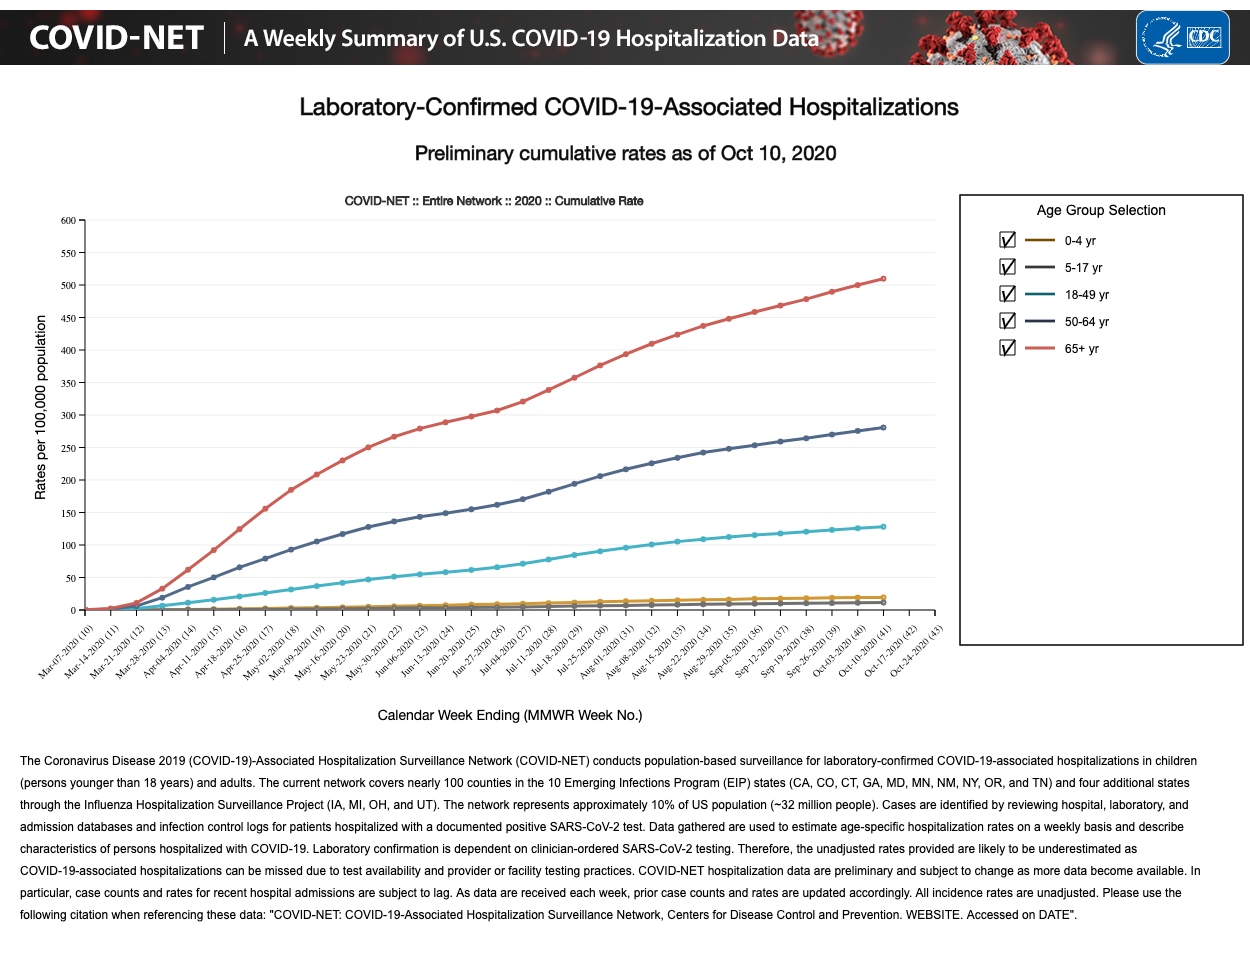 COVID-NET
A Weekly Summary of U.S. COVID-19 Hospitalization Data
CDC
Laboratory-Confirmed COVID-19-Associated Hospitalizations
Preliminary cumulative rates as of Oct 10, 2020
COVID-NET :: Entire Network :: 2020 :: Cumulative Rate
Rates per 100,000 population
600
550
500
450
400
350
300
250
200
150
100
50
0
Mar-07-2020 (10)
Mar-14-2020 (11)
Mar-21-2020 (12)
Mar-28-2020 (13)
Apr-04-2020 (14)
Apr-11-2020 (15)
Apr-18-2020 (16)
Apr-25-2020 (17)
May-02-2020 (18)
May-09-2020 (19)
May-16-2020 (20)
May-23-2020 (21)
May-30-2020 (22)
Jun-06-2020 (23)
Jun-13-2020 (24)
Jun-20-2020 (25)
Jun-27-2020 (26)
Jul-04-2020 (27)
Jul-11-2020 (28)
Jul-18-2020 (29)
Jul-25-2020 (30)
Aug-01-2020 (31)
Aug-08-2020 (32)
Aug-15-2020 (33)
Aug-22-2020 (34)
Aug-29-2020 (35)
Sep-05-2020 (36)
Sep-12-2020 (37)
Sep-19-2020 (38)
Sep-26-2020 (39)
Oct-03-2020 (40)
Oct-10-2020 (41)
Oct-17-2020 (42)
Oct-24-2020 (43)
Calendar Week Ending (MMWR Week No.)
Age Group Selection
0-4 yr
5-17 yr
18-49 yr
50-64 yr
65+ yr
The Coronavirus Disease 2019 (COVID-19)-Associated Hospitalization Surveillance Network (COVID-NET) conducts population-based surveillance for laboratory-confirmed COVID-19-associated hospitalizations in children
(persons younger than 18 years) and adults. The current network covers nearly 100 counties in the 10 Emerging Infections Program (EIP) states (CA, CO, CT, GA, MD, MN, NM, NY, OR, and TN) and four additional states
through the Influenza Hospitalization Surveillance Project (IA, MI, OH, and UT). The network represents approximately 10% of US population (~32 million people). Cases are identified by reviewing hospital, laboratory, and
admission databases and infection control logs for patients hospitalized with a documented positive SARS-CoV-2 test. Data gathered are used to estimate age-specific hospitalization rates on a weekly basis and describe
characteristics of persons hospitalized with COVID-19. Laboratory confirmation is dependent on clinician-ordered SARS-CoV-2 testing. Therefore, the unadjusted rates provided are likely to be underestimated as
COVID-19-associated hospitalizations can be missed due to test availability and provider or facility testing practices. COVID-NET hospitalization data are preliminary and subject to change as more data become available. In
particular, case counts and rates for recent hospital admissions are subject to lag. As data are received each week, prior case counts and rates are updated accordingly. All incidence rates are unadjusted. Please use the
following citation when referencing these data: "COVID-NET: COVID-19-Associated Hospitalization Surveillance Network, Centers for Disease Control and Prevention. WEBSITE. Accessed on DATE".